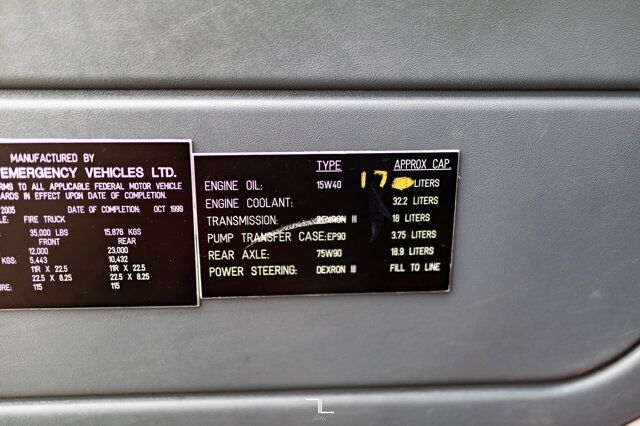 MANUFACTURED BY
EMERGENCY VEHICLES LTD.
RMS TO ALL APPLICABLE FEDERAL MOTOR VEHICLE
ARDS IN EFFECT UPON DATE OF COMPLETION.
2005 DATE OF COMPLETION: OCT 1999
FIRE TRUCK
35,000 LBS 15,876 KGS
FRONT REAR
12,000 23,000
KGS: 5,443 10,432
11R X 22.5 11R X 22.5
22.5 X 8.25 22.5 X 8.25
URE: 115 115
TYPE APPROX CAP.
ENGINE OIL: 15W40 17 LITERS
ENGINE COOLANT: 32.2 LITERS
TRANSMISSION: DEXRON III 18 LITERS
PUMP TRANSFER CASE: EP90 3.75 LITERS
REAR AXLE: 75W90 18.9 LITERS
POWER STEERING: DEXRON III FILL TO LINE